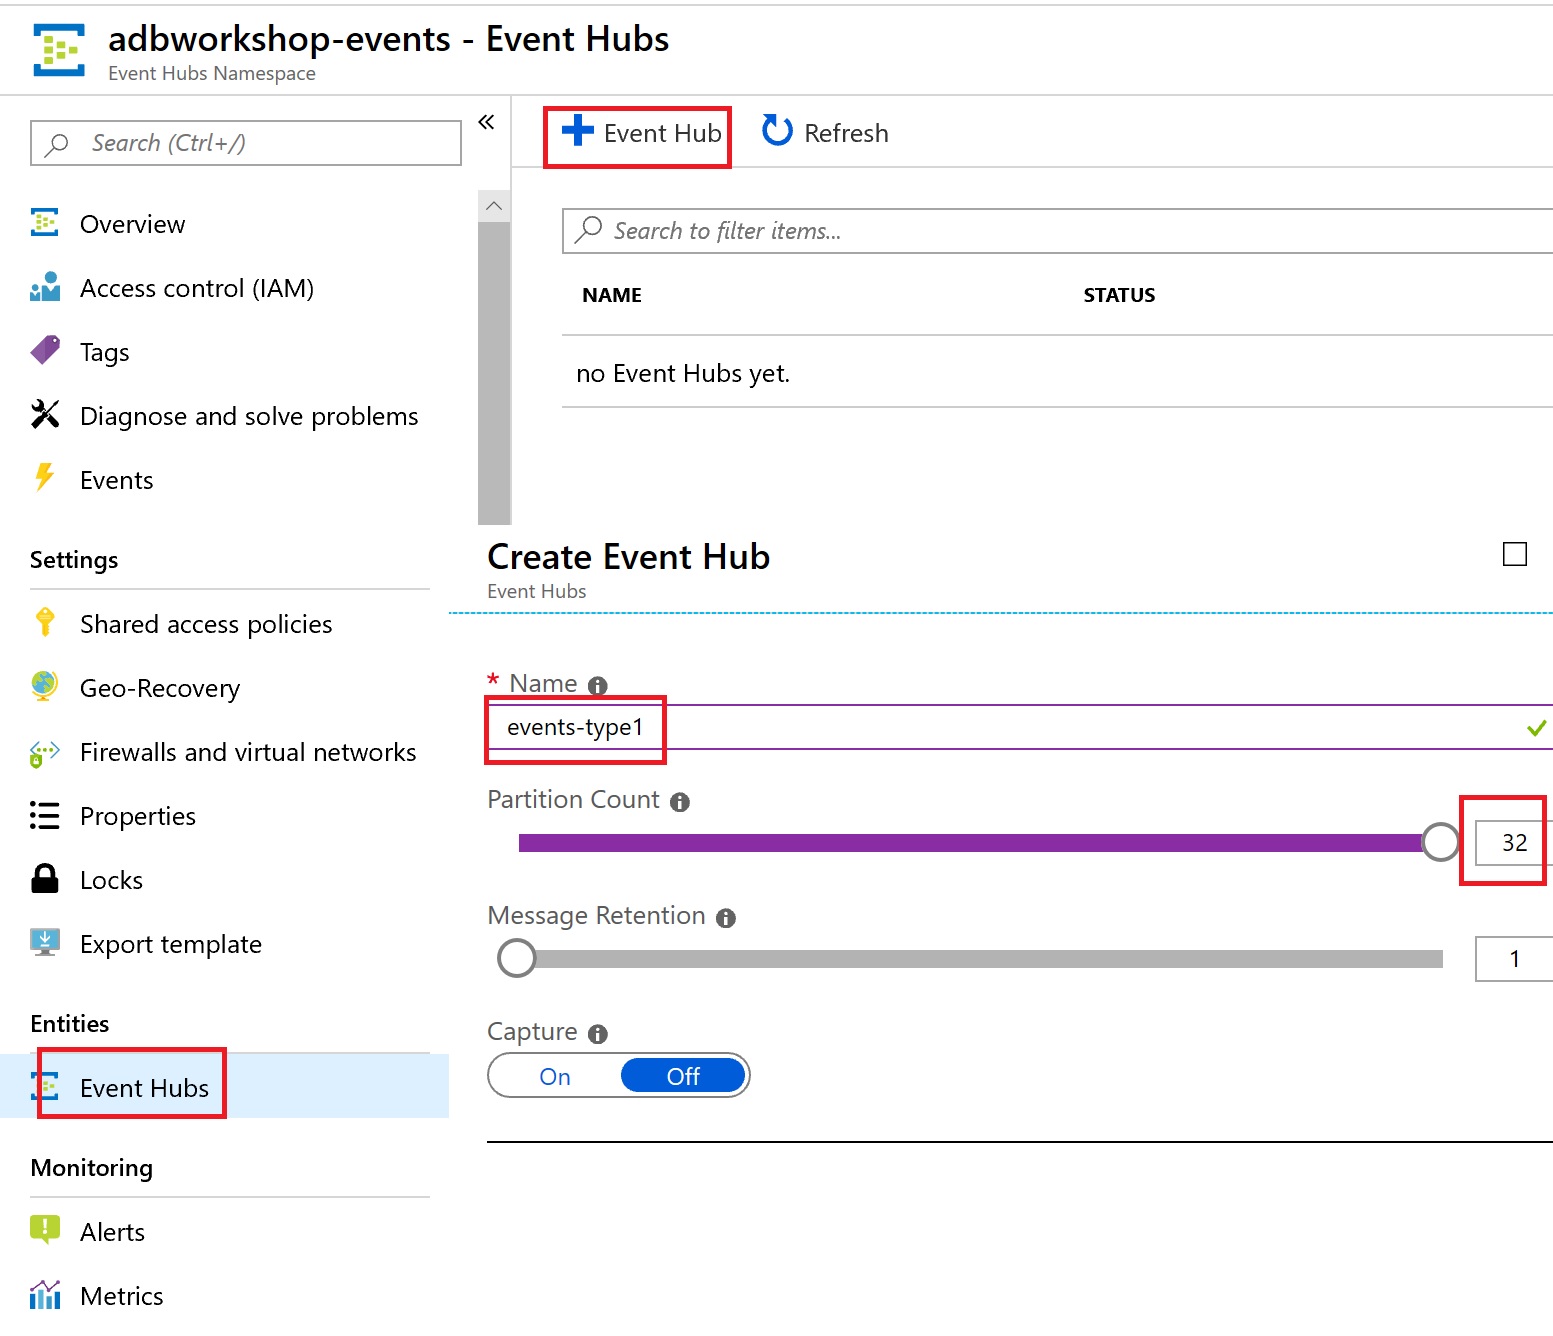 adbworkshop-events - Event Hubs
Event Hubs Namespace
Search (Ctrl+/)
Overview
Access control (IAM)
Tags
Diagnose and solve problems
Events
Settings
Shared access policies
Geo-Recovery
Firewalls and virtual networks
Properties
Locks
Export template
Entities
Event Hubs
Monitoring
Alerts
Metrics
Event Hub Refresh
Search to filter items...
NAME STATUS
no Event Hubs yet.
Create Event Hub
Event Hubs
* Name
events-type1
Partition Count
32
Message Retention
1
Capture
On Off